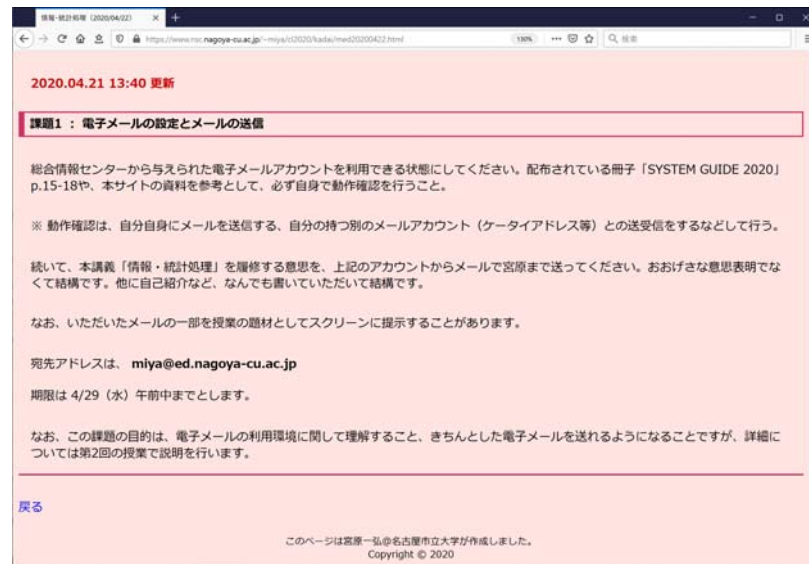 情報・統計処理 (2020/04/22)
https://www.nsc.nagoya-cu.ac.jp/~miya/cl2020/kadai/med20200422.html
130%
検索
2020.04.21 13:40 更新
課題1 : 電子メールの設定とメールの送信
総合情報センターから与えられた電子メールアカウントを利用できる状態にしてください。配布されている冊子「SYSTEM GUIDE 2020」
p.15-18や、本サイトの資料を参考として、必ず自身で動作確認を行うこと。
※ 動作確認は、自分自身にメールを送信する、自分の持つ別のメールアカウント（ケータイアドレス等）との送受信をするなどして行う。
続いて、本講義「情報・統計処理」を履修する意思を、上記のアカウントからメールで宮原まで送ってください。おおげさな意思表明でな
くて結構です。他に自己紹介など、なんでも書いていただいて結構です。
なお、いただいたメールの一部を授業の題材としてスクリーンに提示することがあります。
宛先アドレスは、 miya@ed.nagoya-cu.ac.jp
期限は 4/29（水）午前中までとします。
なお、この課題の目的は、電子メールの利用環境に関して理解すること、きちんとした電子メールを送れるようになることですが、詳細に
ついては第2回の授業で説明を行います。
戻る
このページは宮原一弘@名古屋市立大学が作成しました。
Copyright © 2020